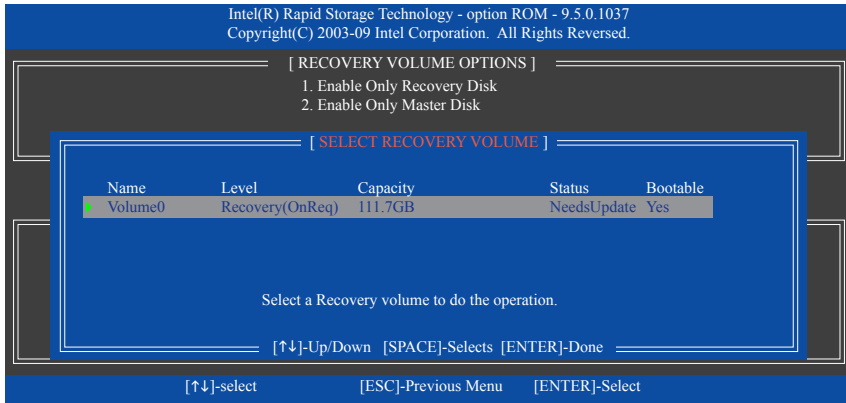 Intel(R) Rapid Storage Technology - option ROM - 9.5.0.1037
Copyright(C) 2003-09 Intel Corporation. All Rights Reversed.
[ RECOVERY VOLUME OPTIONS ]
1. Enable Only Recovery Disk
2. Enable Only Master Disk
[ SELECT RECOVERY VOLUME ]
Name Level Capacity Status Bootable
Volume0 Recovery(OnReq) 111.7GB NeedsUpdate Yes
Select a Recovery volume to do the operation.
[↑↓]-Up/Down [SPACE]-Selects [ENTER]-Done
[↑↓]-select [ESC]-Previous Menu [ENTER]-Select